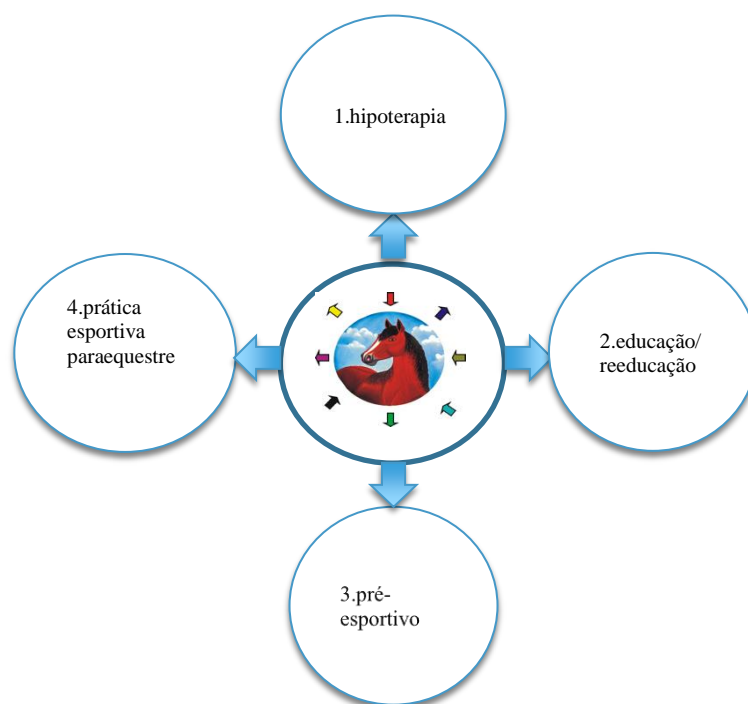 1.hipoterapia
4.prática
esportiva
paraequestre
2.educação/
reeducação
3.pré-
esportivo